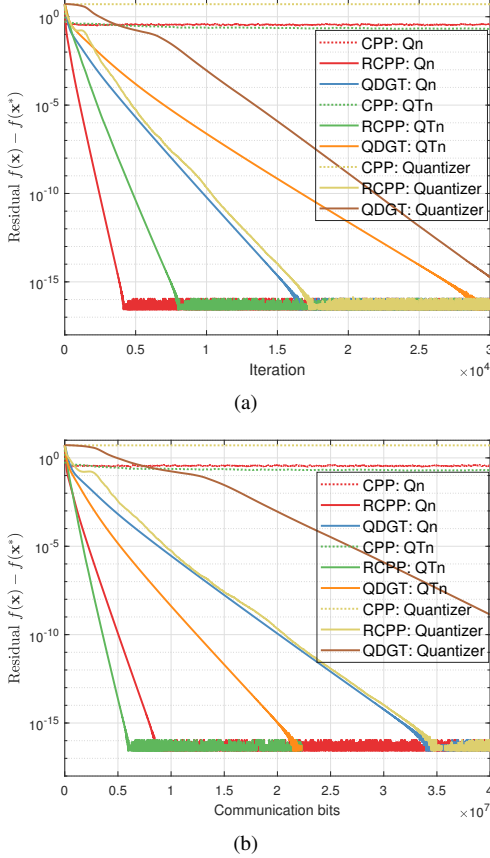 10^0
10^-5
10^-10
10^-15
Residual f(x) − f(x*)
CPP: Qn
RCPP: Qn
QDGT: Qn
CPP: QTn
RCPP: QTn
QDGT: QTn
CPP: Quantizer
RCPP: Quantizer
QDGT: Quantizer
0 0.5 1 1.5 2 2.5 3
×10^4
Iteration
(a)
10^0
10^-5
10^-10
10^-15
Residual f(x) − f(x*)
CPP: Qn
RCPP: Qn
QDGT: Qn
CPP: QTn
RCPP: QTn
QDGT: QTn
CPP: Quantizer
RCPP: Quantizer
QDGT: Quantizer
0 0.5 1 1.5 2 2.5 3 3.5 4
×10^7
Communication bits
(b)